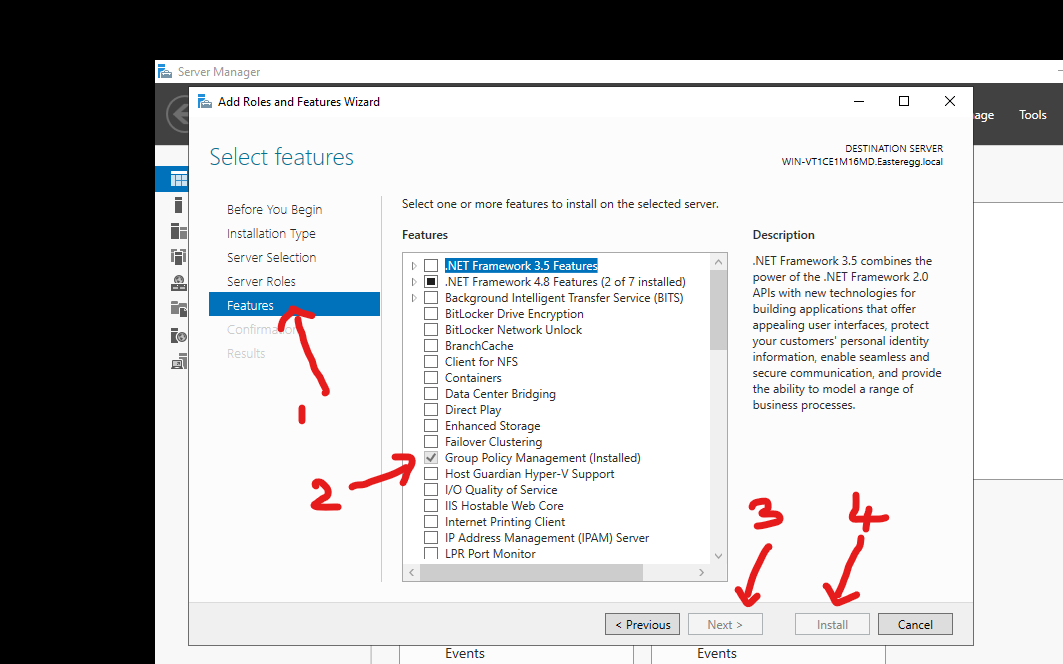 Server Manager
Add Roles and Features Wizard
age Tools
Select features
DESTINATION SERVER
WIN-VT1CE1M16MD.Easteregg.local
Before You Begin
Installation Type
Server Selection
Server Roles
Features
Confirmation
Results
1
2
Select one or more features to install on the selected server.
Features
.NET Framework 3.5 Features
.NET Framework 4.8 Features (2 of 7 installed)
Background Intelligent Transfer Service (BITS)
BitLocker Drive Encryption
BitLocker Network Unlock
BranchCache
Client for NFS
Containers
Data Center Bridging
Direct Play
Enhanced Storage
Failover Clustering
Group Policy Management (Installed)
Host Guardian Hyper-V Support
I/O Quality of Service
IIS Hostable Web Core
Internet Printing Client
IP Address Management (IPAM) Server
LPR Port Monitor
Description
.NET Framework 3.5 combines the
power of the .NET Framework 2.0
APIs with new technologies for
building applications that offer
appealing user interfaces, protect
your customers' personal identity
information, enable seamless and
secure communication, and provide
the ability to model a range of
business processes.
3
4
< Previous
Next >
Install
Cancel
Events
Events